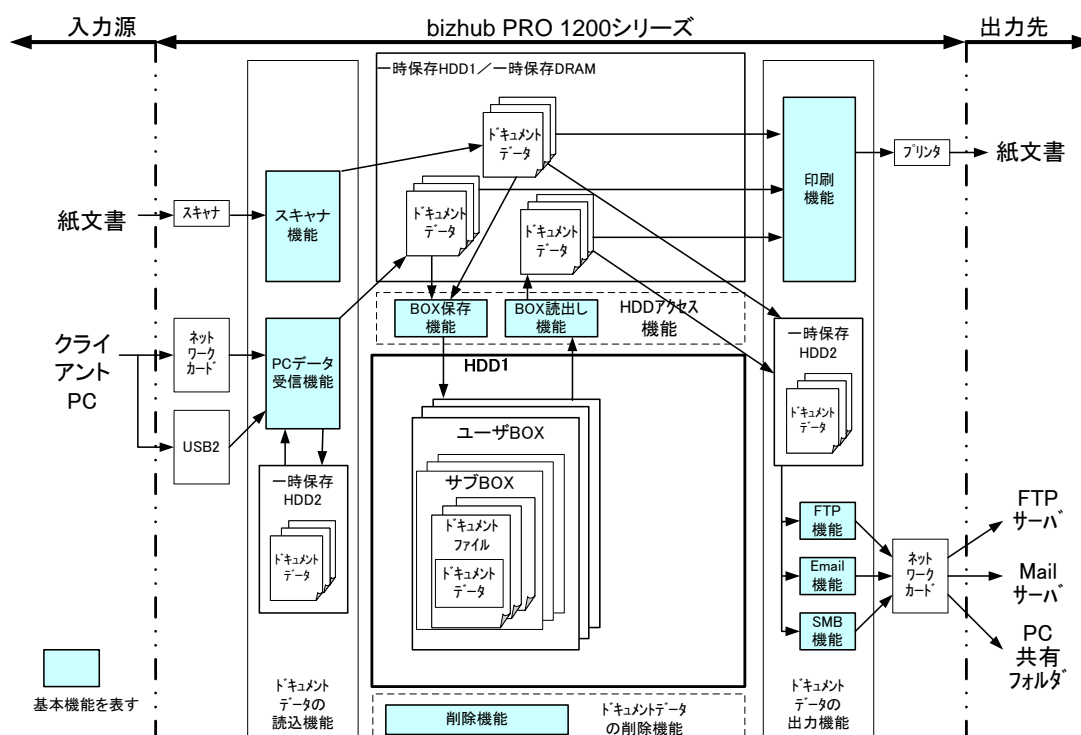 入力源
bizhub PRO 1200シリーズ
出力先
一時保存HDD1／一時保存DRAM
ドキュメント
データ
ドキュメント
データ
ドキュメント
データ
紙文書
スキャナ
スキャナ
機能
印刷
機能
プリンタ
紙文書
BOX保存
機能
BOX読出し
機能
HDDアクセス
機能
クライ
アント
PC
ネット
ワーク
カード
USB2
PCデータ
受信機能
一時保存
HDD2
ドキュメント
データ
HDD1
ユーザBOX
サブBOX
ドキュメント
ファイル
ドキュメント
データ
一時保存
HDD2
ドキュメント
データ
FTP
機能
Email
機能
SMB
機能
ネット
ワーク
カード
FTP
サーバ
Mail
サーバ
PC
共有
フォルダ
基本機能を表す
ドキュメント
データの
読込機能
削除機能
ドキュメントデータ
の削除機能
ドキュメント
データの
出力機能